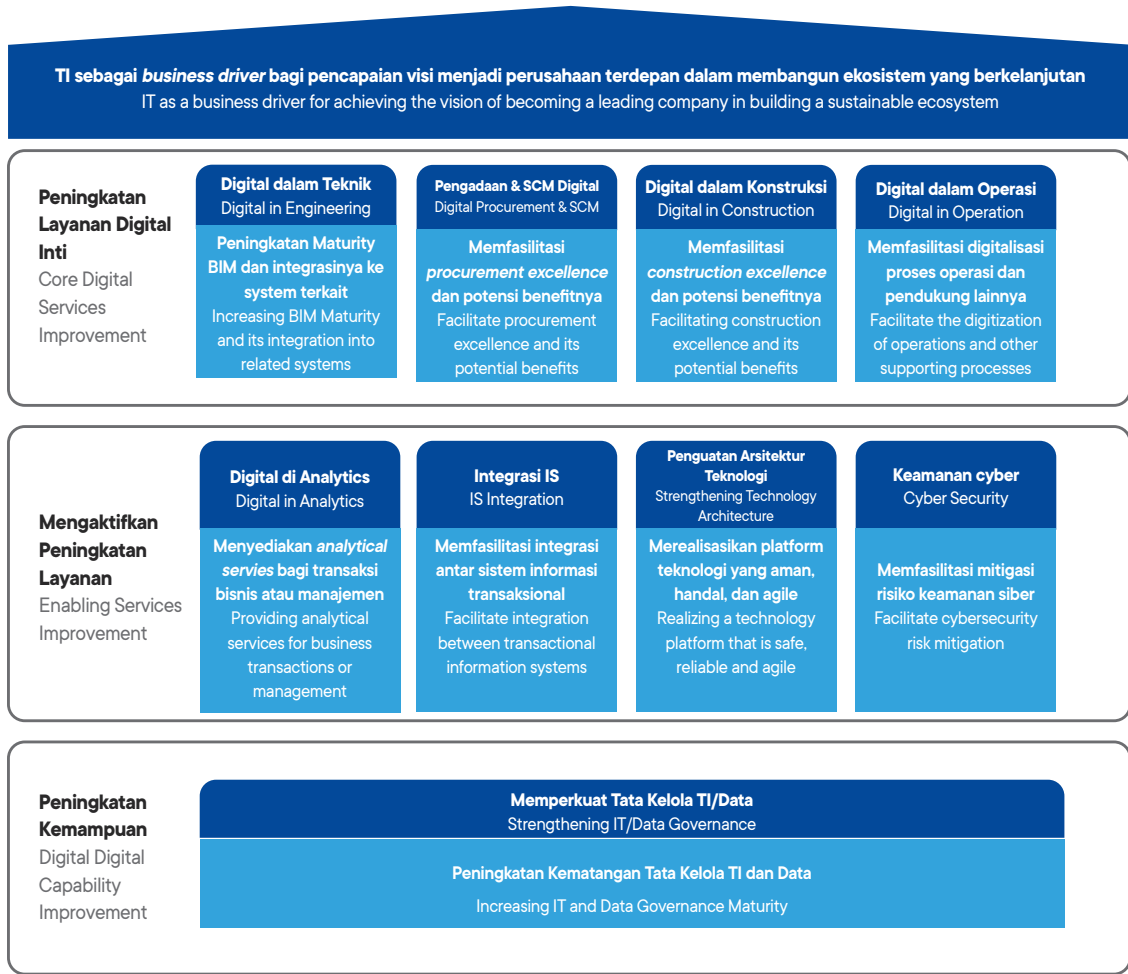 TI sebagai business driver bagi pencapaian visi menjadi perusahaan terdepan dalam membangun ekosistem yang berkelanjutan
IT as a business driver for achieving the vision of becoming a leading company in building a sustainable ecosystem
Peningkatan
Layanan Digital
Inti
Core Digital
Services
Improvement
Digital dalam Teknik
Digital in Engineering
Peningkatan Maturity
BIM dan integrasinya ke
system terkait
Increasing BIM Maturity
and its integration into
related systems
Pengadaan & SCM Digital
Digital Procurement & SCM
Memfasilitasi
procurement excellence
dan potensi benefitnya
Facilitate procurement
excellence and its
potential benefits
Digital dalam Konstruksi
Digital in Construction
Memfasilitasi
construction excellence
dan potensi benefitnya
Facilitating construction
excellence and its
potential benefits
Digital dalam Operasi
Digital in Operation
Memfasilitasi digitalisasi
proses operasi dan
pendukung lainnya
Facilitate the digitization
of operations and other
supporting processes
Mengaktifkan
Peningkatan
Layanan
Enabling Services
Improvement
Digital di Analytics
Digital in Analytics
Menyediakan analytical
servies bagi transaksi
bisnis atau manajemen
Providing analytical
services for business
transactions or
management
Integrasi IS
IS Integration
Memfasilitasi integrasi
antar sistem informasi
transaksional
Facilitate integration
between transactional
information systems
Penguatan Arsitektur
Teknologi
Strengthening Technology
Architecture
Merealisasikan platform
teknologi yang aman,
handal, dan agile
Realizing a technology
platform that is safe,
reliable and agile
Keamanan cyber
Cyber Security
Memfasilitasi mitigasi
risiko keamanan siber
Facilitate cybersecurity
risk mitigation
Peningkatan
Kemampuan
Digital Digital
Capability
Improvement
Memperkuat Tata Kelola TI/Data
Strengthening IT/Data Governance
Peningkatan Kematangan Tata Kelola TI dan Data
Increasing IT and Data Governance Maturity